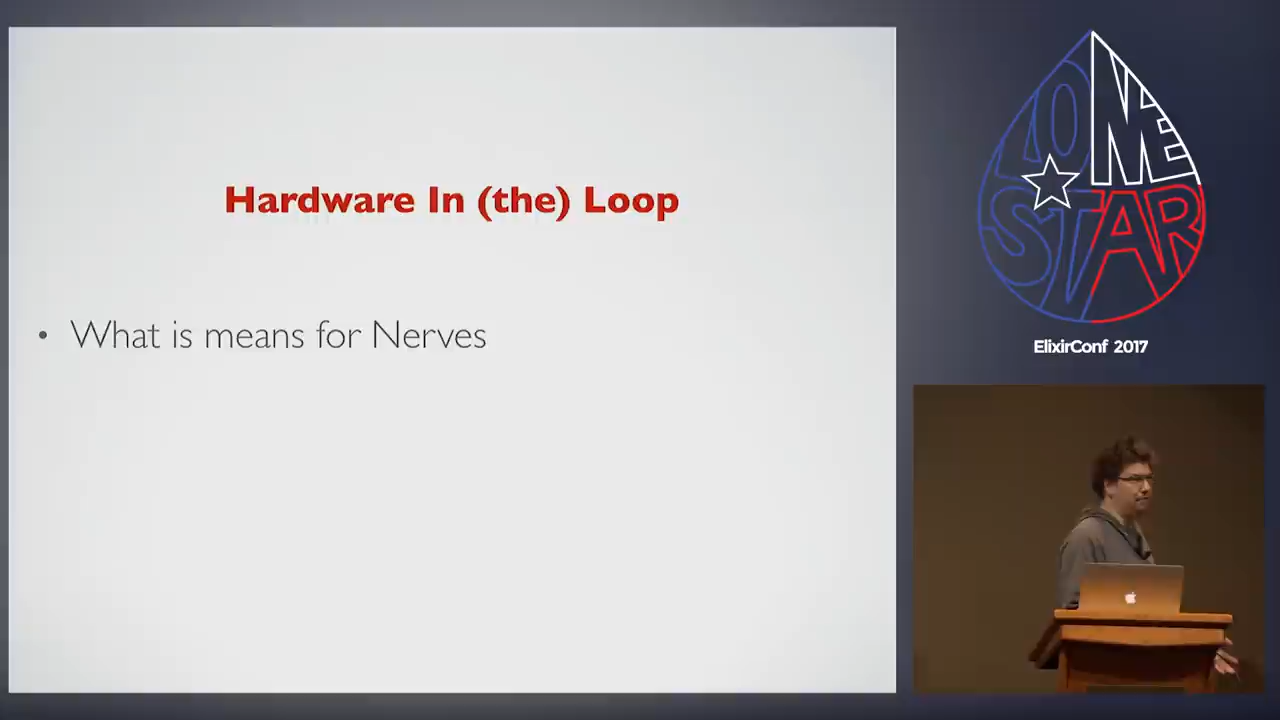 Hardware In (the) Loop
• What is means for Nerves
LONE
STAR
ElixirConf 2017